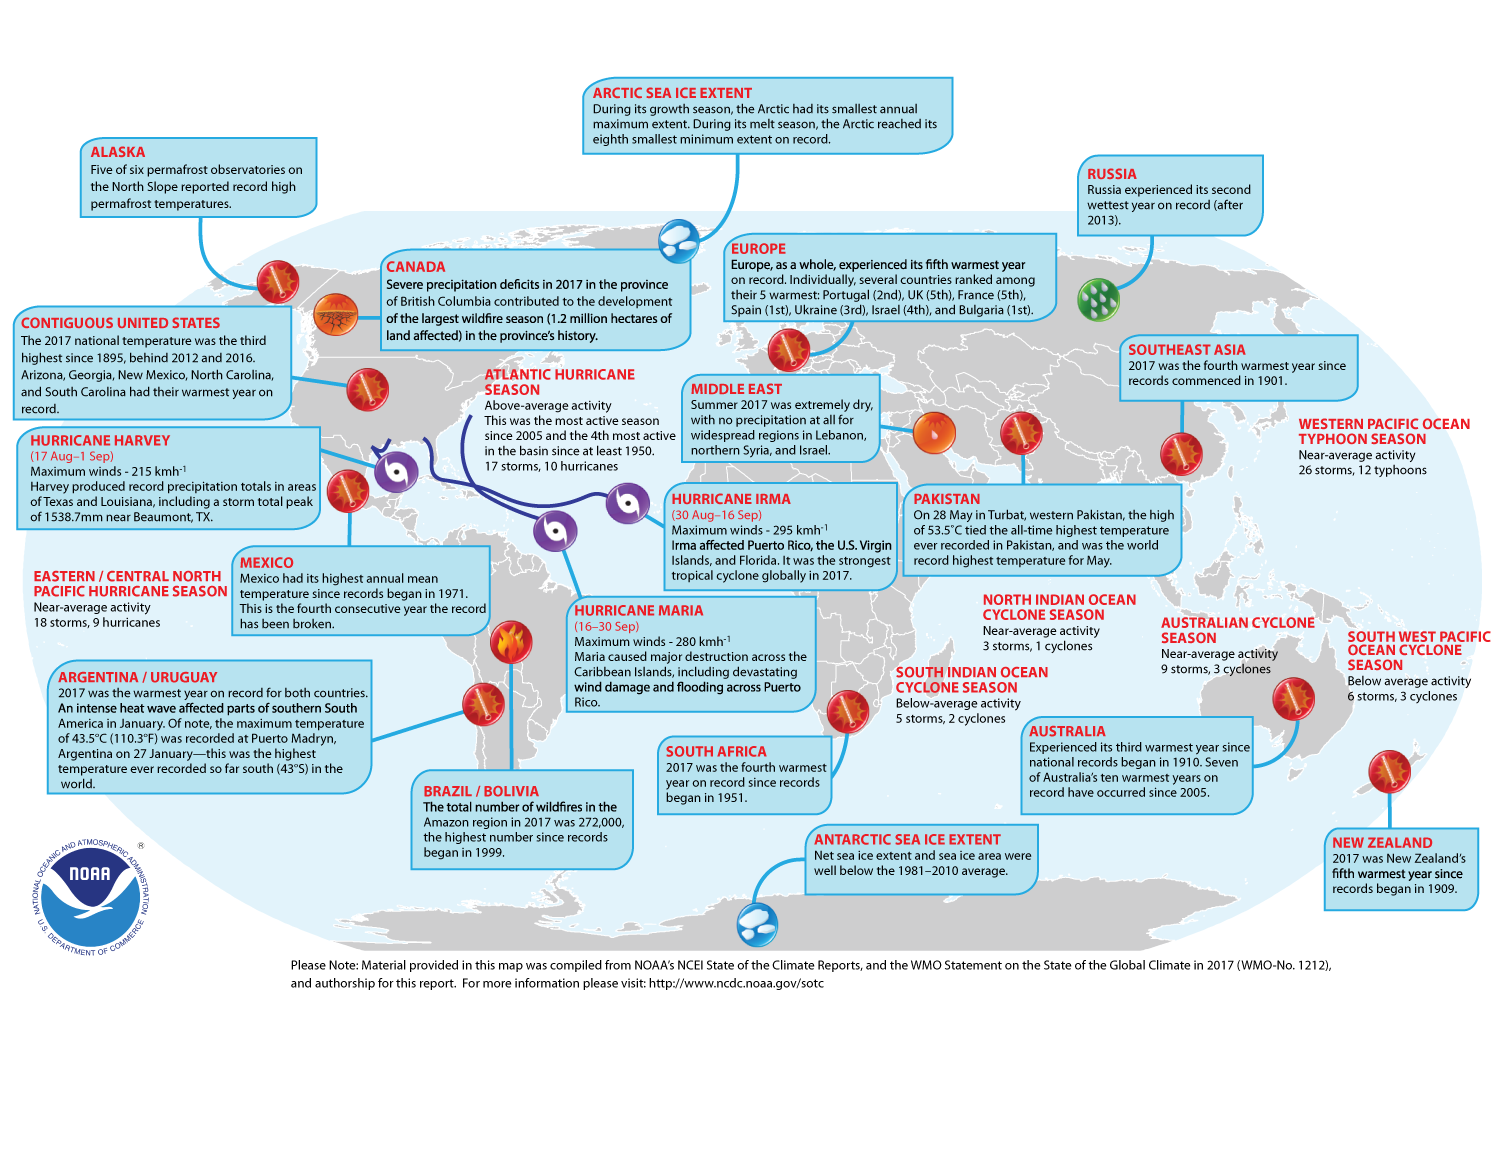 ARCTIC SEA ICE EXTENT
During its growth season, the Arctic had its smallest annual
maximum extent. During its melt season, the Arctic reached its
eighth smallest minimum extent on record.
ALASKA
Five of six permafrost observatories on
the North Slope reported record high
permafrost temperatures.
RUSSIA
Russia experienced its second
wettest year on record (after
2013).
CANADA
Severe precipitation deficits in 2017 in the province
of British Columbia contributed to the development
of the largest wildfire season (1.2 million hectares of
land affected) in the province's history.
EUROPE
Europe, as a whole, experienced its fifth warmest year
on record. Individually, several countries ranked among
their 5 warmest: Portugal (2nd), UK (5th), France (5th),
Spain (1st), Ukraine (3rd), Israel (4th), and Bulgaria (1st).
CONTIGUOUS UNITED STATES
The 2017 national temperature was the third
highest since 1895, behind 2012 and 2016.
Arizona, Georgia, New Mexico, North Carolina,
and South Carolina had their warmest year on
record.
SOUTHEAST ASIA
2017 was the fourth warmest year since
records commenced in 1901.
ATLANTIC HURRICANE
SEASON
Above-average activity
This was the most active season
since 2005 and the 4th most active
in the basin since at least 1950.
17 storms, 10 hurricanes
MIDDLE EAST
Summer 2017 was extremely dry,
with no precipitation at all for
widespread regions in Lebanon,
northern Syria, and Israel.
WESTERN PACIFIC OCEAN
TYPHOON SEASON
Near-average activity
26 storms, 12 typhoons
HURRICANE HARVEY
(17 Aug–1 Sep)
Maximum winds - 215 kmh-1
Harvey produced record precipitation totals in areas
of Texas and Louisiana, including a storm total peak
of 1538.7mm near Beaumont, TX.
HURRICANE IRMA
(30 Aug–16 Sep)
Maximum winds - 295 kmh-1
Irma affected Puerto Rico, the U.S. Virgin
Islands, and Florida. It was the strongest
tropical cyclone globally in 2017.
PAKISTAN
On 28 May in Turbat, western Pakistan, the high
of 53.5˚C tied the all-time highest temperature
ever recorded in Pakistan, and was the world
record highest temperature for May.
MEXICO
Mexico had its highest annual mean
temperature since records began in 1971.
This is the fourth consecutive year the record
has been broken.
EASTERN / CENTRAL NORTH
PACIFIC HURRICANE SEASON
Near-average activity
18 storms, 9 hurricanes
HURRICANE MARIA
(16–30 Sep)
Maximum winds - 280 kmh-1
Maria caused major destruction across the
Caribbean Islands, including devastating
wind damage and flooding across Puerto
Rico.
NORTH INDIAN OCEAN
CYCLONE SEASON
Near-average activity
3 storms, 1 cyclones
AUSTRALIAN CYCLONE
SEASON
Near-average activity
9 storms, 3 cyclones
SOUTH WEST PACIFIC
OCEAN CYCLONE
SEASON
Below average activity
6 storms, 3 cyclones
SOUTH INDIAN OCEAN
CYCLONE SEASON
Below-average activity
5 storms, 2 cyclones
ARGENTINA / URUGUAY
2017 was the warmest year on record for both countries.
An intense heat wave affected parts of southern South
America in January. Of note, the maximum temperature
of 43.5°C (110.3°F) was recorded at Puerto Madryn,
Argentina on 27 January—this was the highest
temperature ever recorded so far south (43°S) in the
world.
AUSTRALIA
Experienced its third warmest year since
national records began in 1910. Seven
of Australia's ten warmest years on
record have occurred since 2005.
SOUTH AFRICA
2017 was the fourth warmest
year on record since records
began in 1951.
BRAZIL / BOLIVIA
The total number of wildfires in the
Amazon region in 2017 was 272,000,
the highest number since records
began in 1999.
ANTARCTIC SEA ICE EXTENT
Net sea ice extent and sea ice area were
well below the 1981–2010 average.
NEW ZEALAND
2017 was New Zealand's
fifth warmest year since
records began in 1909.
NATIONAL OCEANIC AND ATMOSPHERIC ADMINISTRATION
®
NOAA
U.S. DEPARTMENT OF COMMERCE
Please Note: Material provided in this map was compiled from NOAA's NCEI State of the Climate Reports, and the WMO Statement on the State of the Global Climate in 2017 (WMO-No. 1212),
and authorship for this report.  For more information please visit: http://www.ncdc.noaa.gov/sotc